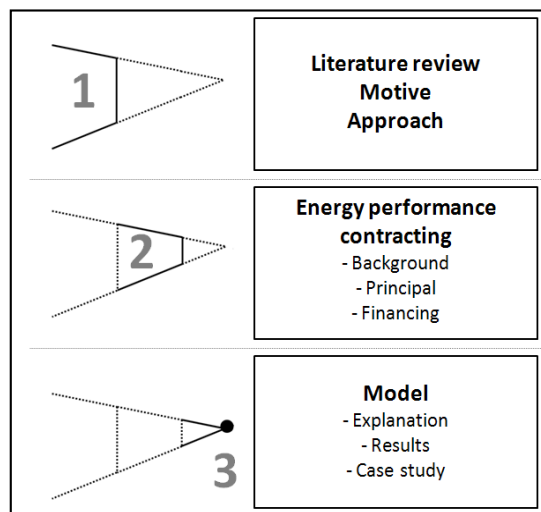 1
Literature review
Motive
Approach
2
Energy performance
contracting
- Background
- Principal
- Financing
3
Model
- Explanation
- Results
- Case study